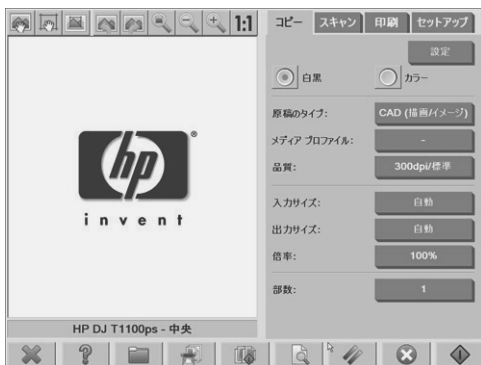 1:1
コピー スキャン 印刷 セットアップ
設定
白黒 カラー
原稿のタイプ: CAD (描画/イメージ)
メディア プロファイル: -
品質: 300dpi/標準
入力サイズ: 自動
出力サイズ: 自動
倍率: 100%
部数: 1
hp
invent
HP DJ T1100ps - 中央